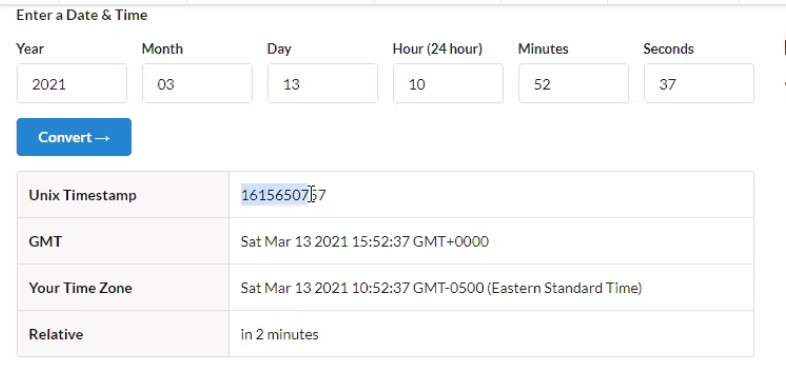 Enter a Date & Time
Year Month Day Hour (24 hour) Minutes Seconds
2021 03 13 10 52 37
Convert→
Unix Timestamp 1615650757
GMT Sat Mar 13 2021 15:52:37 GMT+0000
Your Time Zone Sat Mar 13 2021 10:52:37 GMT-0500 (Eastern Standard Time)
Relative in 2 minutes